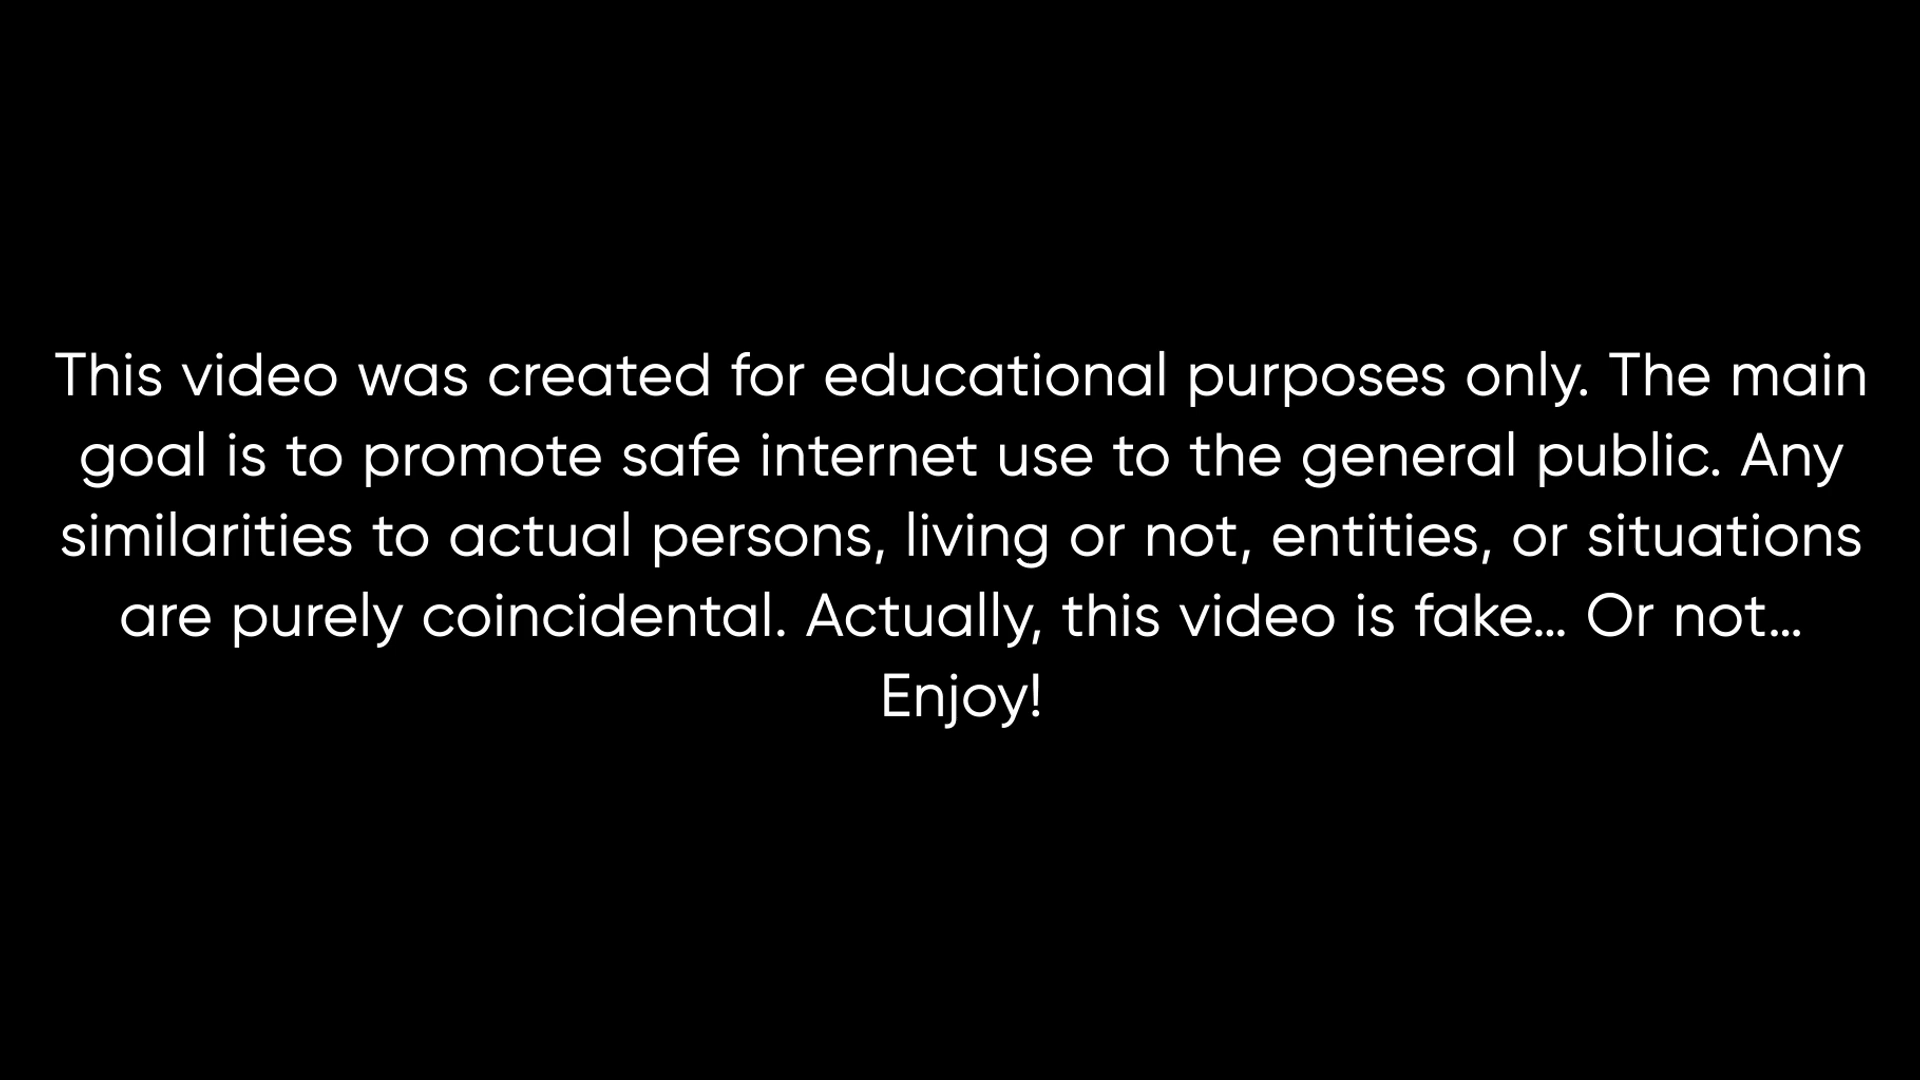 This video was created for educational purposes only. The main
goal is to promote safe internet use to the general public. Any
similarities to actual persons, living or not, entities, or situations
are purely coincidental. Actually, this video is fake... Or not...
Enjoy!